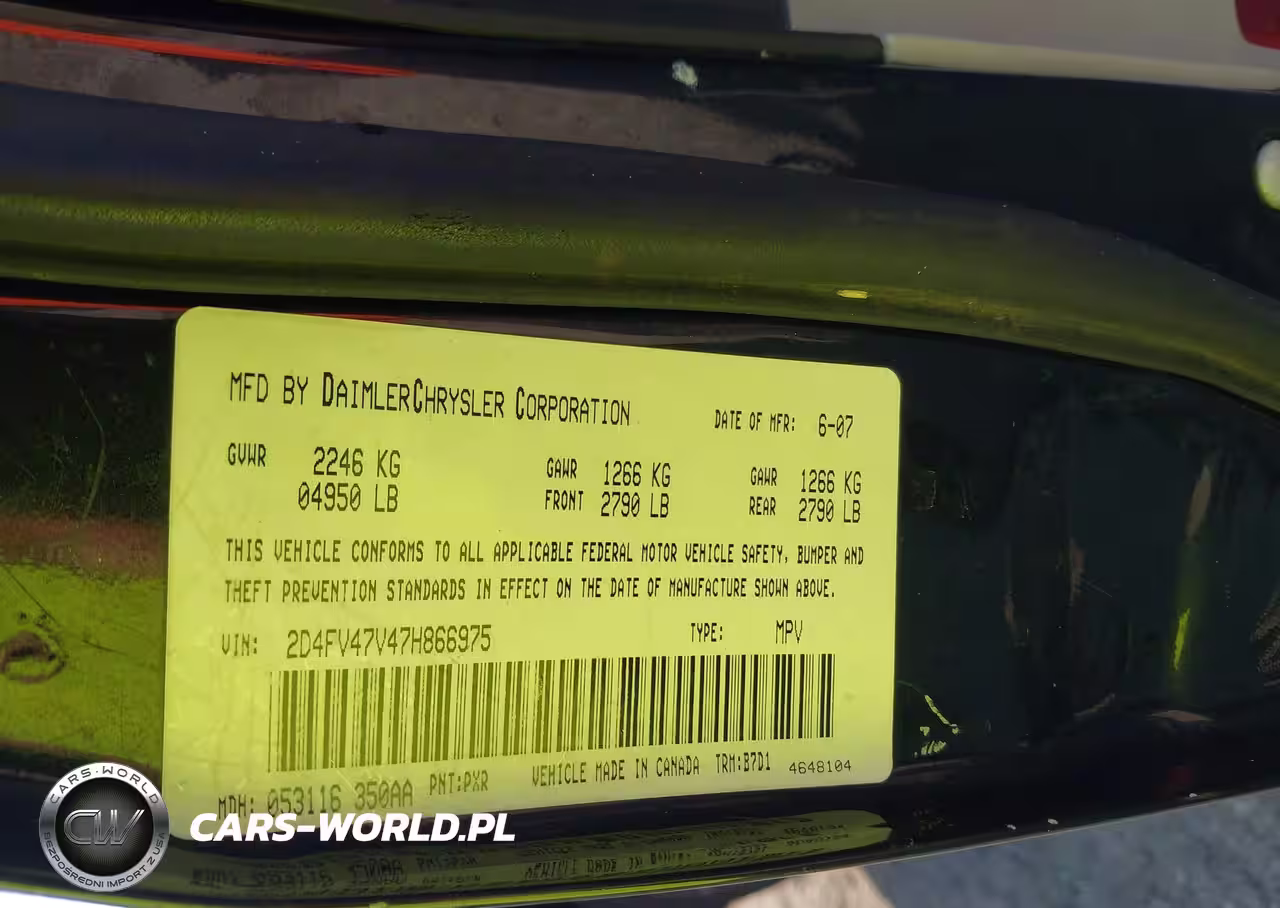 MFD BY DAIMLERCHRYSLER CORPORATION DATE OF MFR: 6-07
GVWR 2246 KG GAWR 1266 KG GAWR 1266 KG
04950 LB FRONT 2790 LB REAR 2790 LB
THIS VEHICLE CONFORMS TO ALL APPLICABLE FEDERAL MOTOR VEHICLE SAFETY, BUMPER AND
THEFT PREVENTION STANDARDS IN EFFECT ON THE DATE OF MANUFACTURE SHOWN ABOVE.
VIN: 2D4FV47V47H866975 TYPE: MPV
MDH: 053116 350AA PNT:PXR VEHICLE MADE IN CANADA TRM:B7D1 4648104
CARS-WORLD
CW
BEZPOŚREDNI IMPORT Z USA
CARS-WORLD.PL